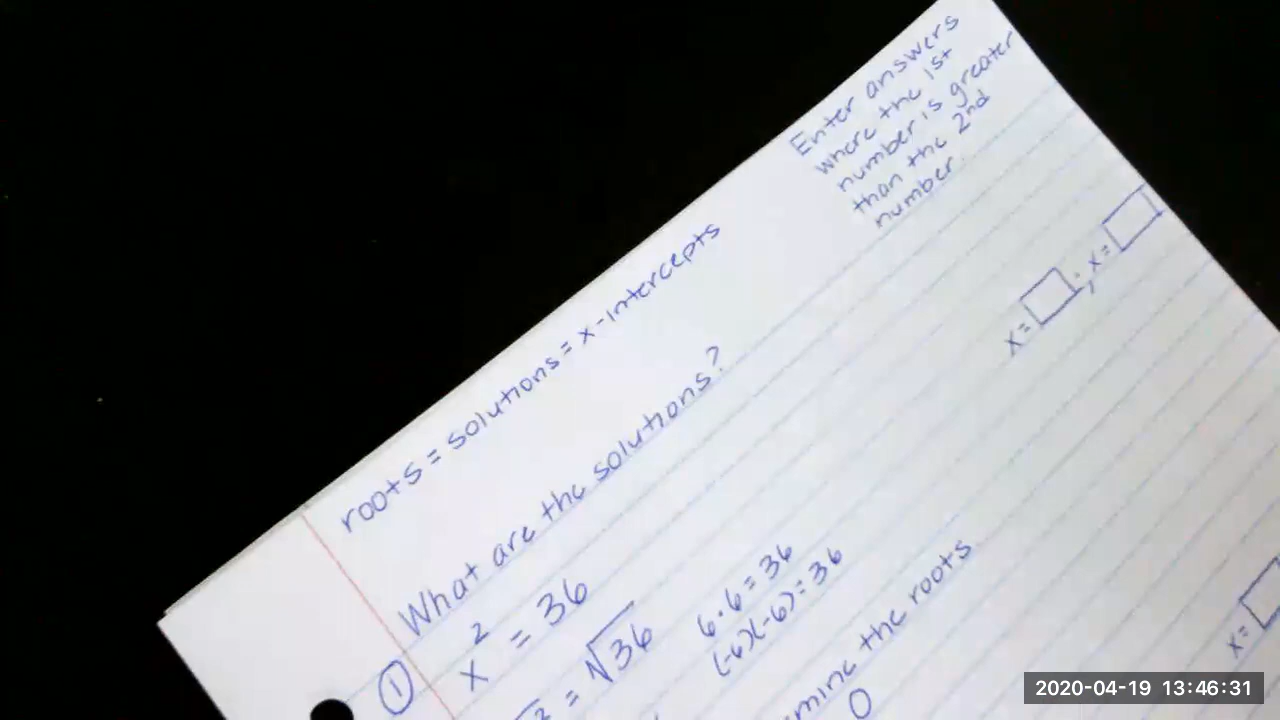 Enter answers
where the 1st
number is greater
than the 2nd
number.
roots = solutions = x-intercepts
What are the solutions?
x = □ ; x = □
① x² = 36
² = √36
6·6 = 36
(-6)(-6) = 36
the roots
0
x = □
2020-04-19 13:46:31